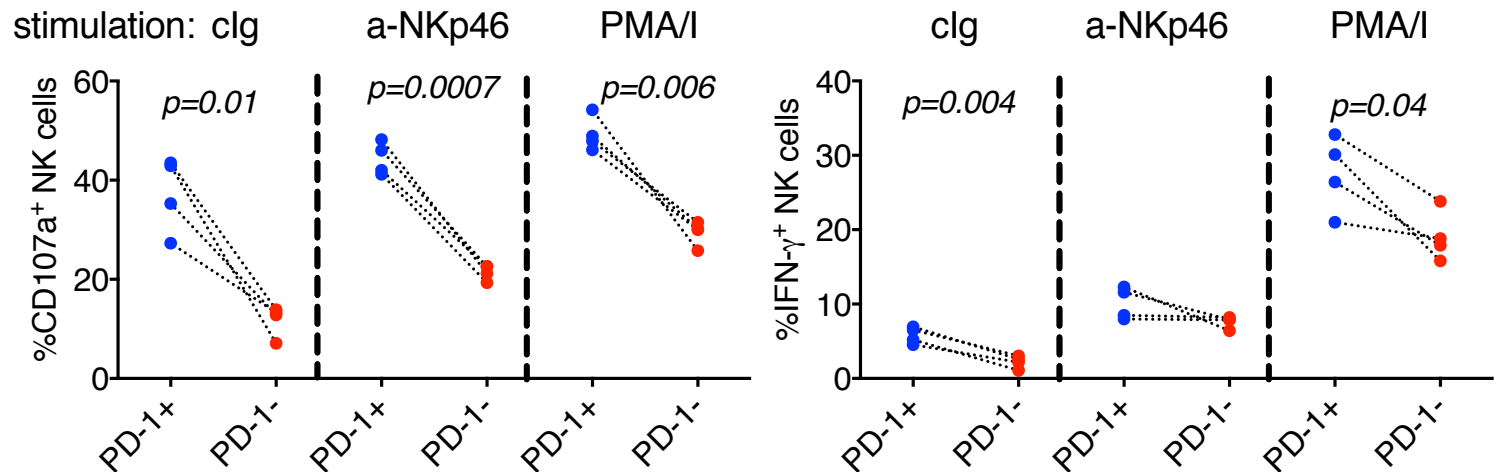 stimulation: cIg a-NKp46 PMA/I
%CD107a⁺ NK cells
60
40
20
0
p=0.01 p=0.0007 p=0.006
PD-1+ PD-1- PD-1+ PD-1- PD-1+ PD-1-
cIg a-NKp46 PMA/I
%IFN-γ⁺ NK cells
40
30
20
10
0
p=0.004 p=0.04
PD-1+ PD-1- PD-1+ PD-1- PD-1+ PD-1-